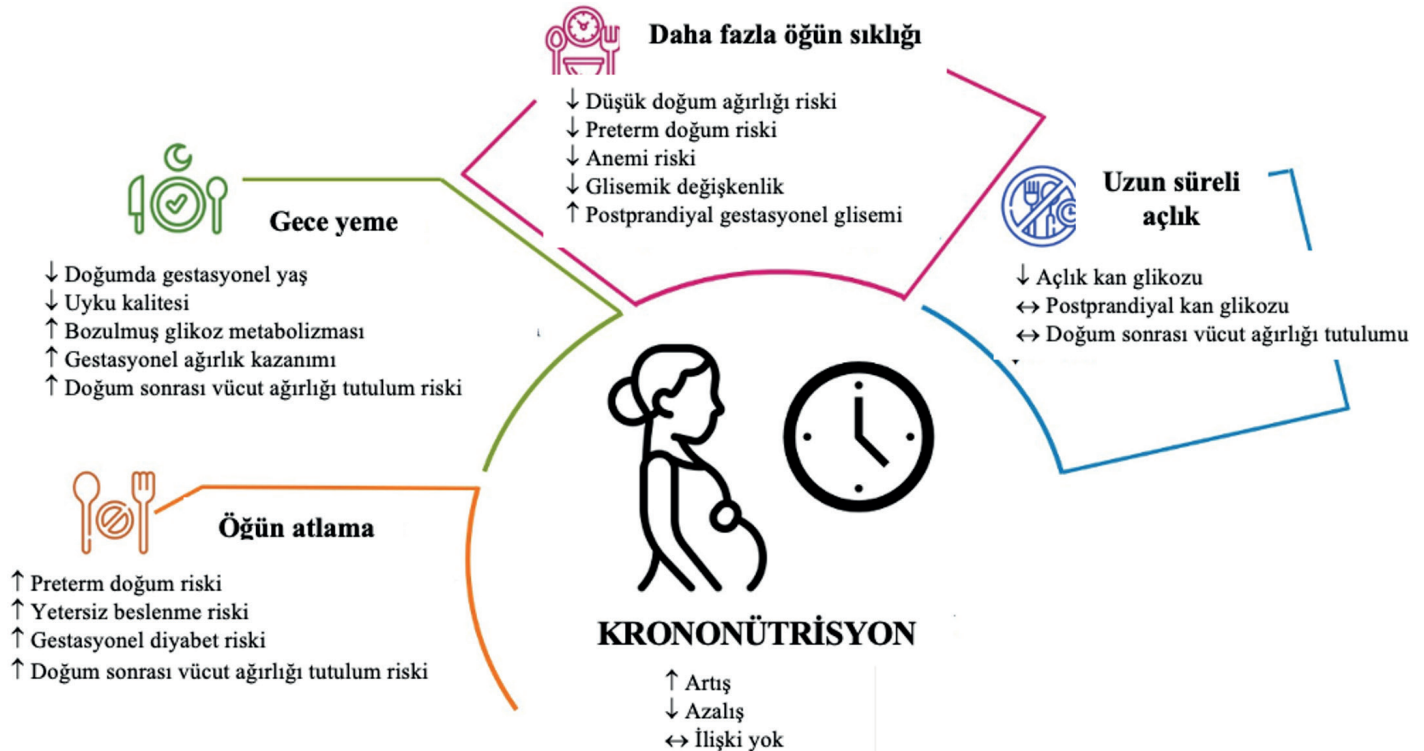 Daha fazla öğün sıklığı
↓ Düşük doğum ağırlığı riski
↓ Preterm doğum riski
↓ Anemi riski
↓ Glisemik değişkenlik
↑ Postprandiyal gestasyonel glisemi
Gece yeme
↓ Doğumda gestasyonel yaş
↓ Uyku kalitesi
↑ Bozulmuş glikoz metabolizması
↑ Gestasyonel ağırlık kazanımı
↑ Doğum sonrası vücut ağırlığı tutulum riski
Uzun süreli
açlık
↓ Açlık kan glikozu
↔ Postprandiyal kan glikozu
↔ Doğum sonrası vücut ağırlığı tutulumu
Öğün atlama
↑ Preterm doğum riski
↑ Yetersiz beslenme riski
↑ Gestasyonel diyabet riski
↑ Doğum sonrası vücut ağırlığı tutulum riski
KRONONÜTRİSYON
↑ Artış
↓ Azalış
↔ İlişki yok